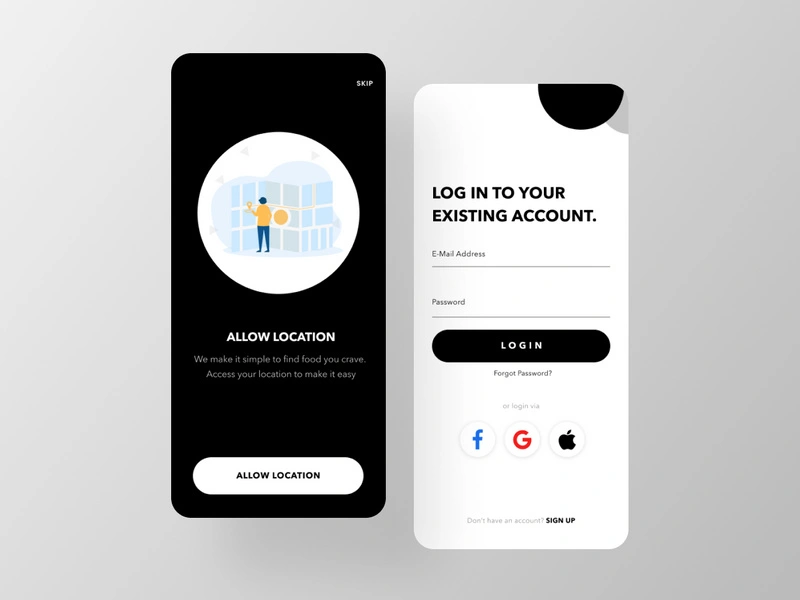 SKIP
ALLOW LOCATION
We make it simple to find food you crave.
Access your location to make it easy
ALLOW LOCATION
LOG IN TO YOUR
EXISTING ACCOUNT.
E-Mail Address
Password
LOGIN
Forgot Password?
or login via
Don't have an account? SIGN UP